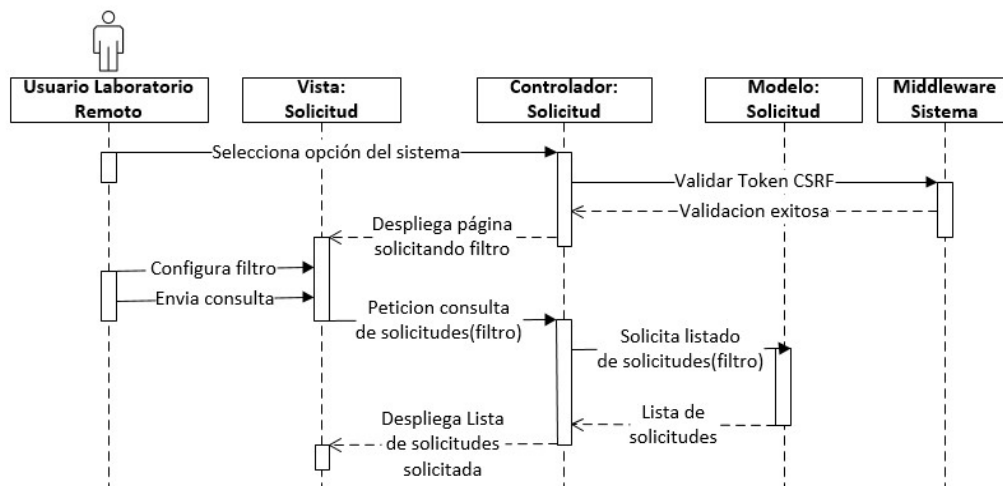 Usuario Laboratorio
Remoto
Vista:
Solicitud
Controlador:
Solicitud
Modelo:
Solicitud
Middleware
Sistema
Selecciona opción del sistema
Validar Token CSRF
Validacion exitosa
Despliega página
solicitando filtro
Configura filtro
Envia consulta
Peticion consulta
de solicitudes(filtro)
Solicita listado
de solicitudes(filtro)
Lista de
solicitudes
Despliega Lista
de solicitudes
solicitada